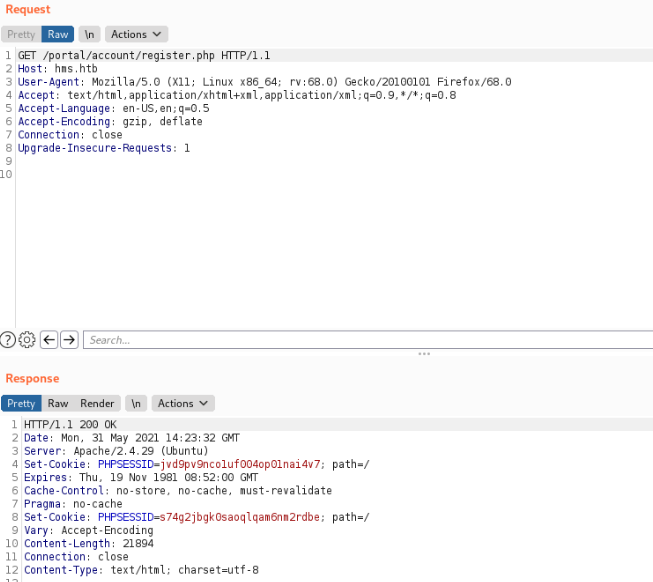 Request
Pretty Raw \n Actions
1 GET /portal/account/register.php HTTP/1.1
2 Host: hms.htb
3 User-Agent: Mozilla/5.0 (X11; Linux x86_64; rv:68.0) Gecko/20100101 Firefox/68.0
4 Accept: text/html,application/xhtml+xml,application/xml;q=0.9,*/*;q=0.8
5 Accept-Language: en-US,en;q=0.5
6 Accept-Encoding: gzip, deflate
7 Connection: close
8 Upgrade-Insecure-Requests: 1
9
10
Search...
Response
Pretty Raw Render \n Actions
1 HTTP/1.1 200 OK
2 Date: Mon, 31 May 2021 14:23:32 GMT
3 Server: Apache/2.4.29 (Ubuntu)
4 Set-Cookie: PHPSESSID=jvd9pv9nco1uf004op01nai4v7; path=/
5 Expires: Thu, 19 Nov 1981 08:52:00 GMT
6 Cache-Control: no-store, no-cache, must-revalidate
7 Pragma: no-cache
8 Set-Cookie: PHPSESSID=s74g2jbgk0saoqlqam6nm2rdbe; path=/
9 Vary: Accept-Encoding
10 Content-Length: 21894
11 Connection: close
12 Content-Type: text/html; charset=utf-8